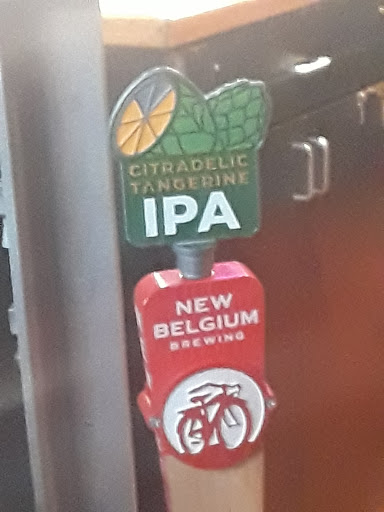 CITRADELIC
TANGERINE
IPA
NEW
BELGIUM
BREWING